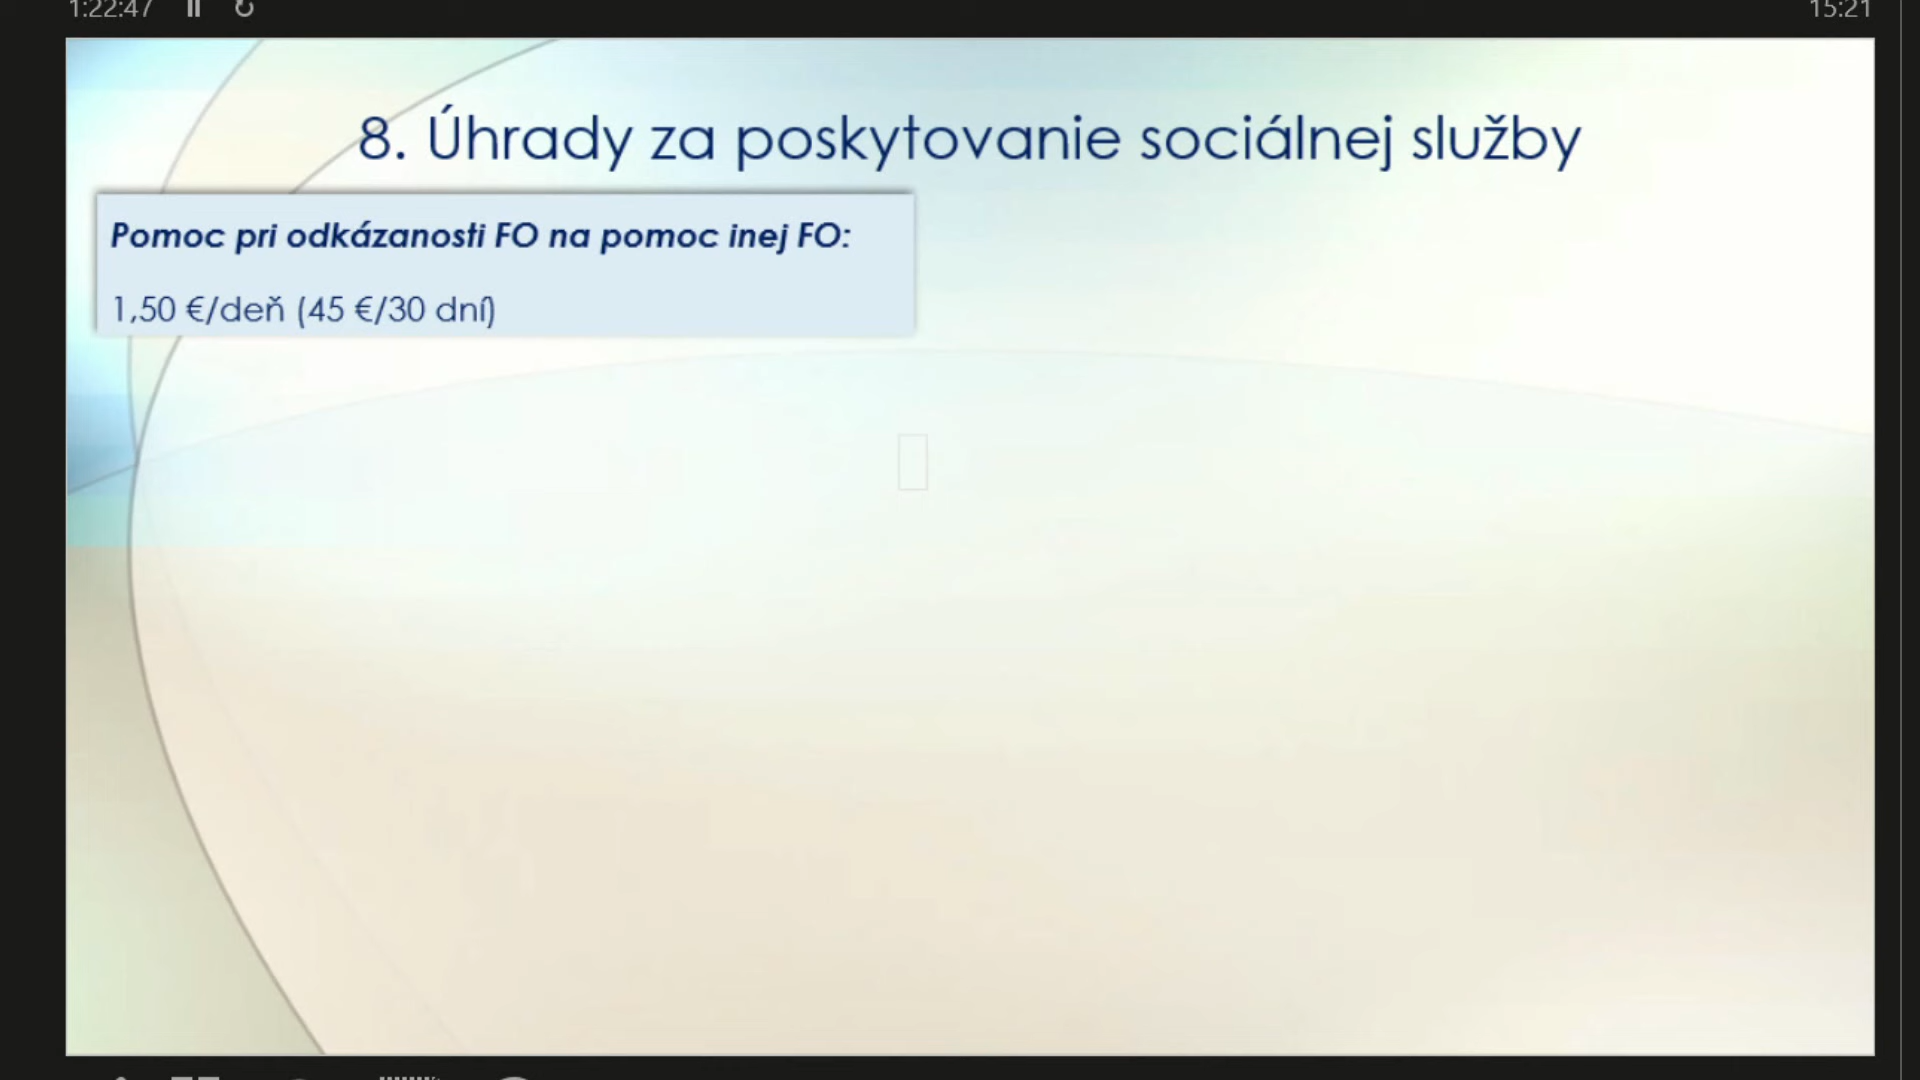 1:22:47
15:21
8. Úhrady za poskytovanie sociálnej služby
Pomoc pri odkázanosti FO na pomoc inej FO:
1,50 €/deň (45 €/30 dní)